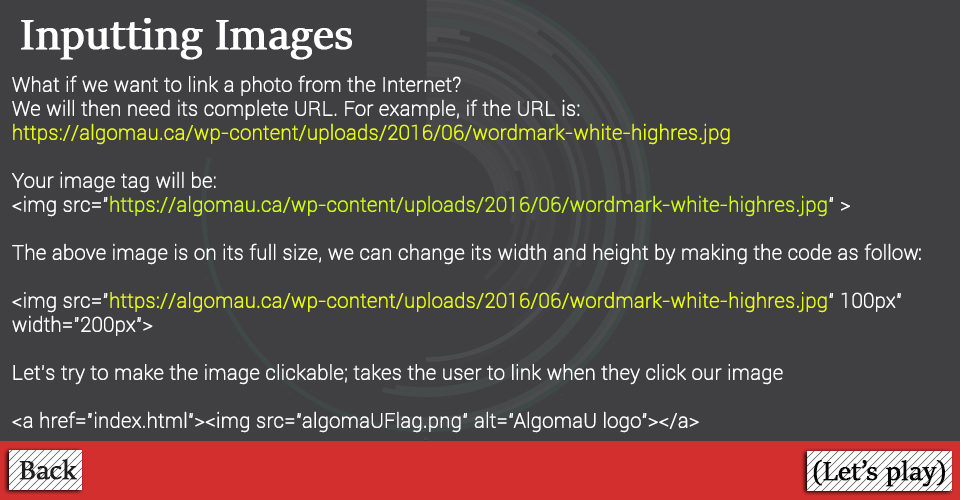 Inputting Images
What if we want to link a photo from the Internet?
We will then need its complete URL. For example, if the URL is:
https://algomau.ca/wp-content/uploads/2016/06/wordmark-white-highres.jpg
Your image tag will be:
<img src="https://algomau.ca/wp-content/uploads/2016/06/wordmark-white-highres.jpg" >
The above image is on its full size, we can change its width and height by making the code as follow:
<img src="https://algomau.ca/wp-content/uploads/2016/06/wordmark-white-highres.jpg" 100px"
width="200px">
Let's try to make the image clickable; takes the user to link when they click our image
<a href="index.html"><img src="algomaUFlag.png" alt="AlgomaU logo"></a>
Back
(Let's play)